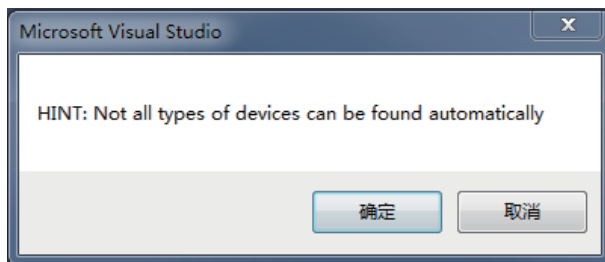 Microsoft Visual Studio
HINT: Not all types of devices can be found automatically
确定
取消